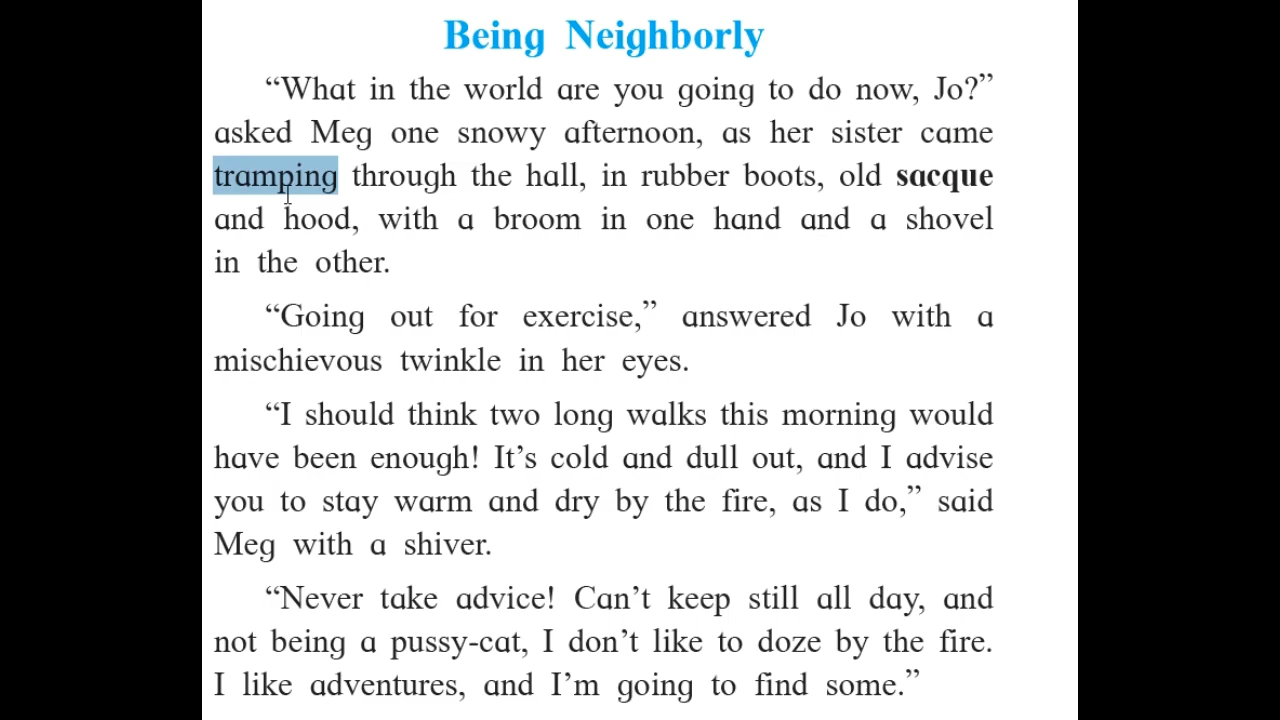 Being Neighborly
“What in the world are you going to do now, Jo?”
asked Meg one snowy afternoon, as her sister came
tramping through the hall, in rubber boots, old sacque
and hood, with a broom in one hand and a shovel
in the other.
“Going out for exercise,” answered Jo with a
mischievous twinkle in her eyes.
“I should think two long walks this morning would
have been enough! It’s cold and dull out, and I advise
you to stay warm and dry by the fire, as I do,” said
Meg with a shiver.
“Never take advice! Can’t keep still all day, and
not being a pussy-cat, I don’t like to doze by the fire.
I like adventures, and I’m going to find some.”